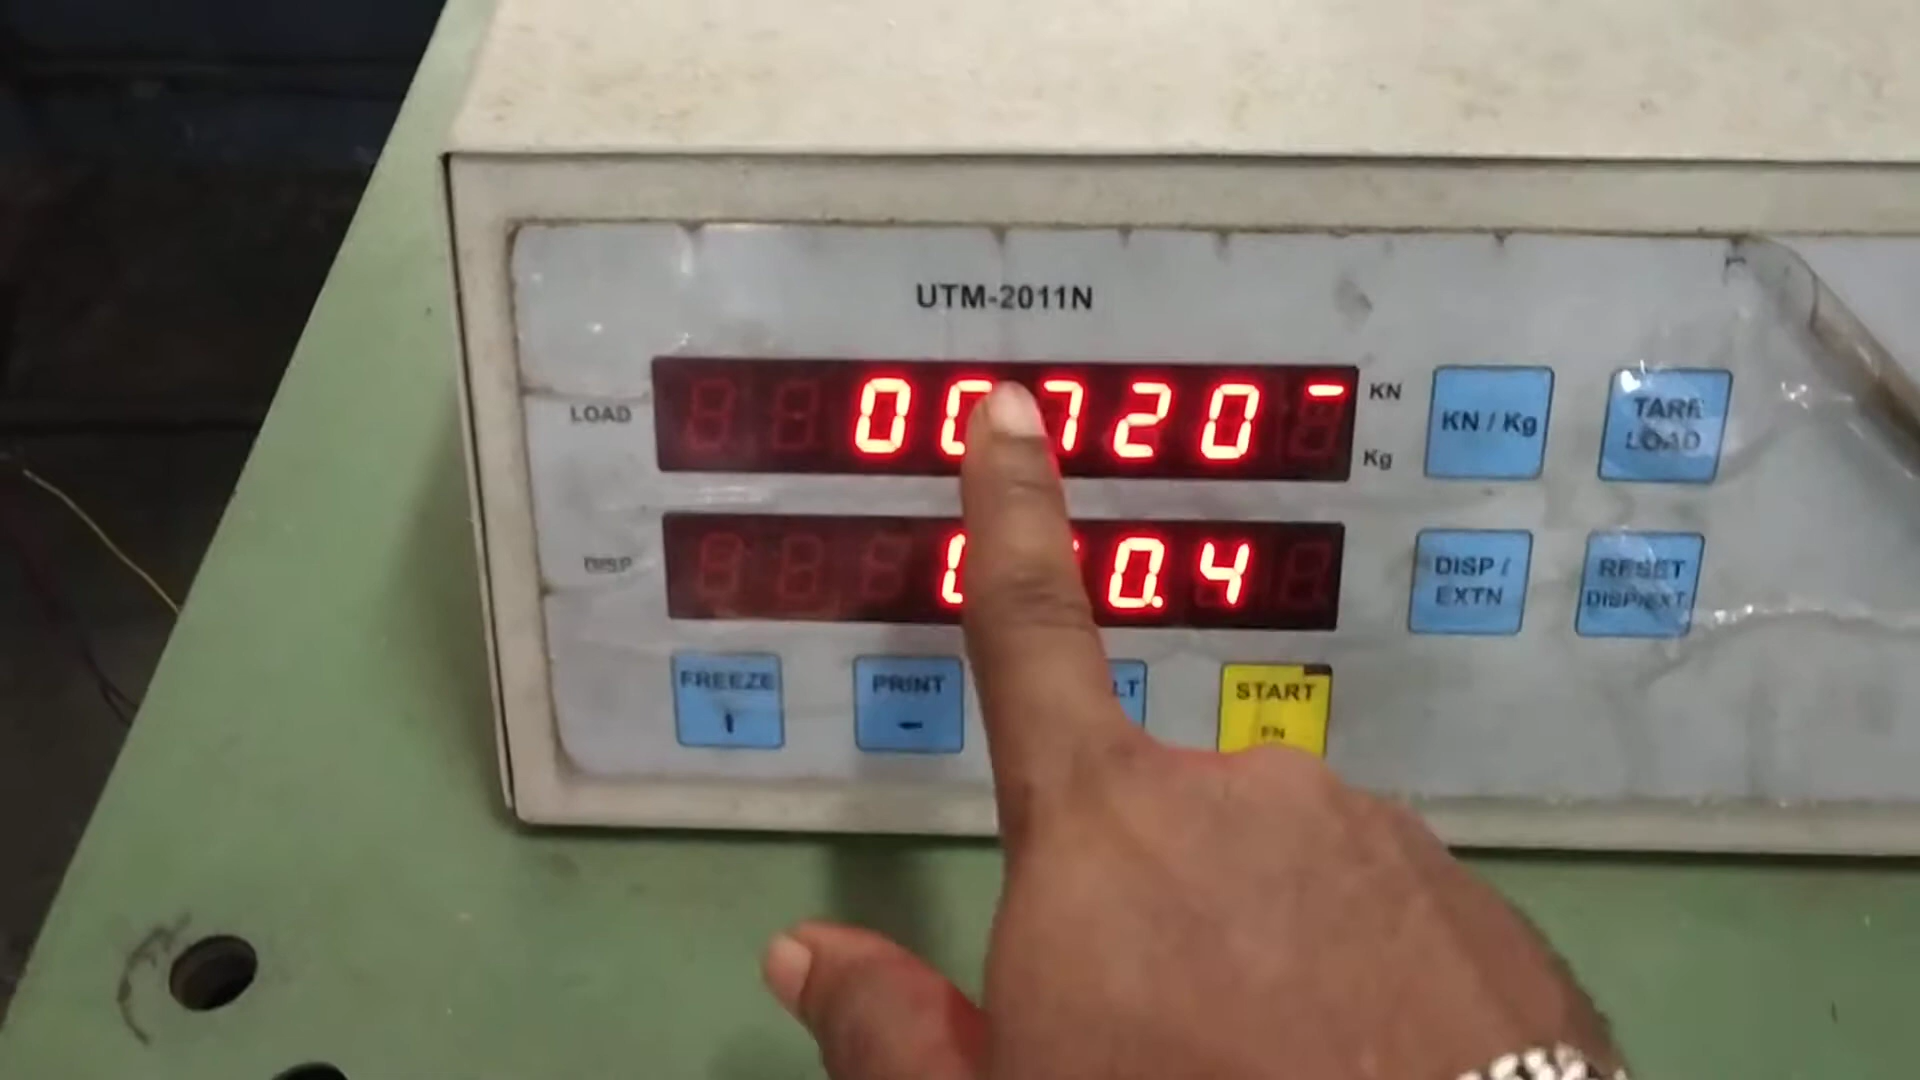 UTM-2011N
LOAD 00720 KN
Kg
KN / Kg
TARE LOAD
DISP 0.4
DISP / EXTN
RESET DISP/EXT.
FREEZE
PRINT
START
FN